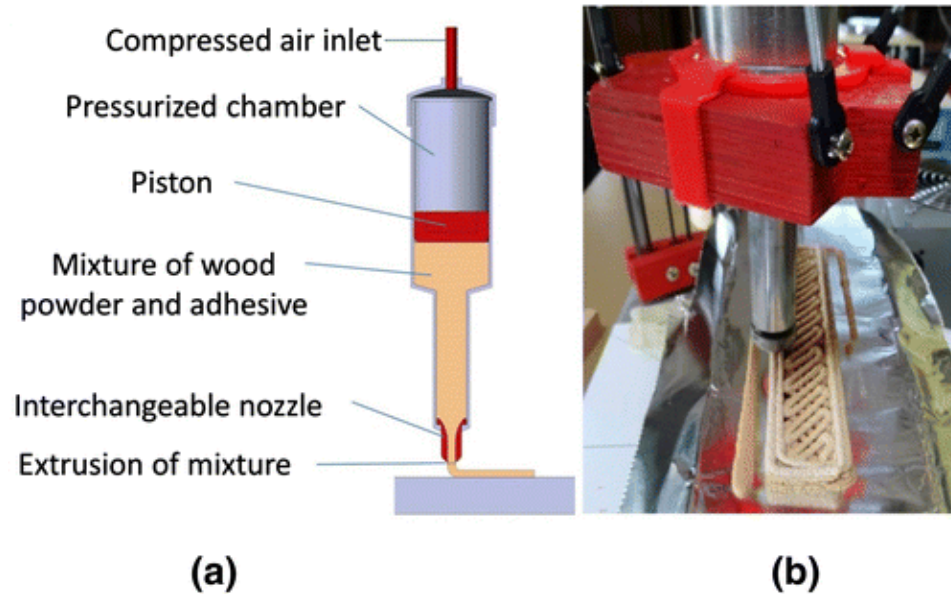 Compressed air inlet
Pressurized chamber
Piston
Mixture of wood
powder and adhesive
Interchangeable nozzle
Extrusion of mixture
(a)
(b)